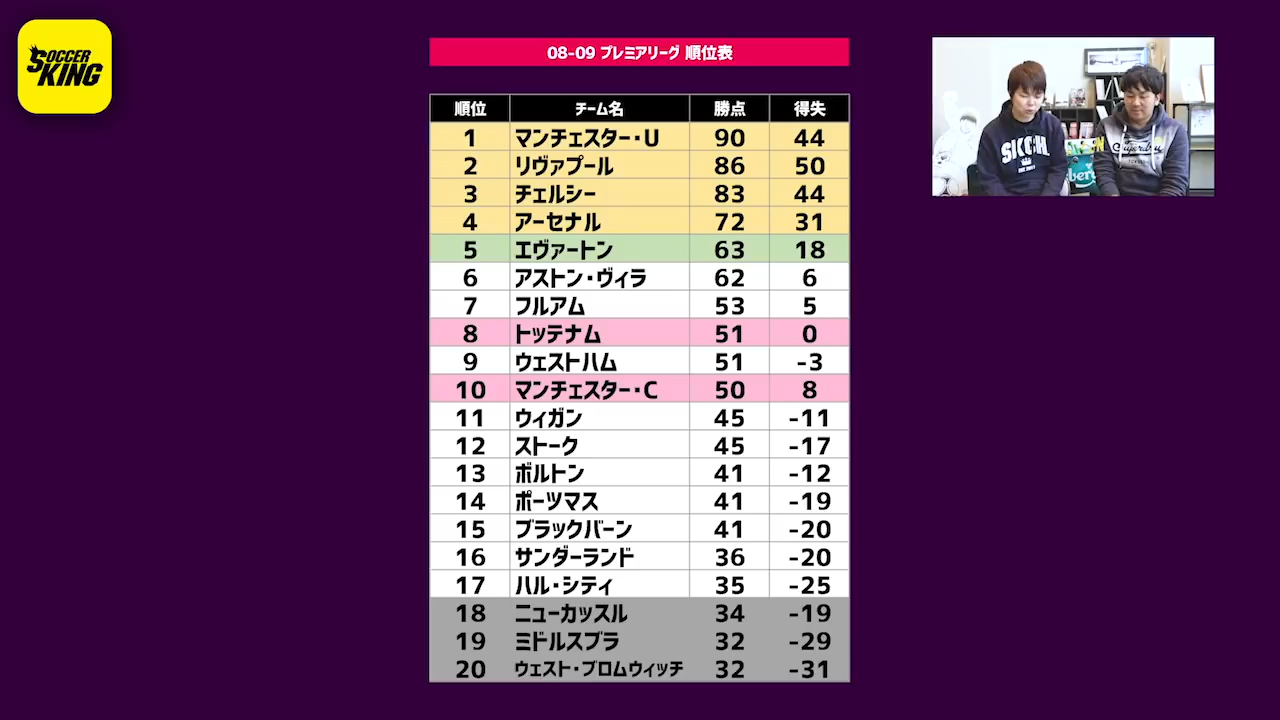 SOCCER
KING
08-09 プレミアリーグ 順位表
順位 チーム名 勝点 得失
1 マンチェスター・U 90 44
2 リヴァプール 86 50
3 チェルシー 83 44
4 アーセナル 72 31
5 エヴァートン 63 18
6 アストン・ヴィラ 62 6
7 フルアム 53 5
8 トッテナム 51 0
9 ウェストハム 51 -3
10 マンチェスター・C 50 8
11 ウィガン 45 -11
12 ストーク 45 -17
13 ボルトン 41 -12
14 ポーツマス 41 -19
15 ブラックバーン 41 -20
16 サンダーランド 36 -20
17 ハル・シティ 35 -25
18 ニューカッスル 34 -19
19 ミドルスブラ 32 -29
20 ウェスト・ブロムウィッチ 32 -31
Superdry